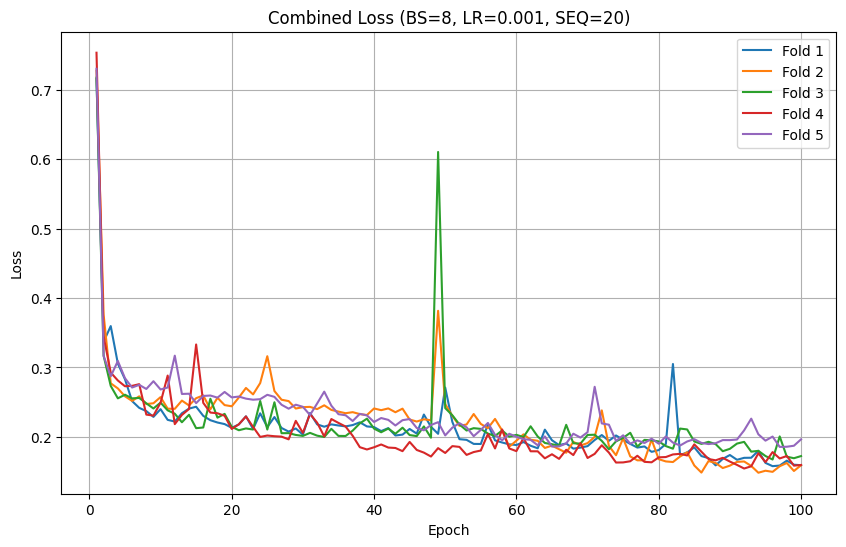 Combined Loss (BS=8, LR=0.001, SEQ=20)
Fold 1
Fold 2
Fold 3
Fold 4
Fold 5
0.7
0.6
0.5
0.4
0.3
0.2
Loss
0 20 40 60 80 100
Epoch